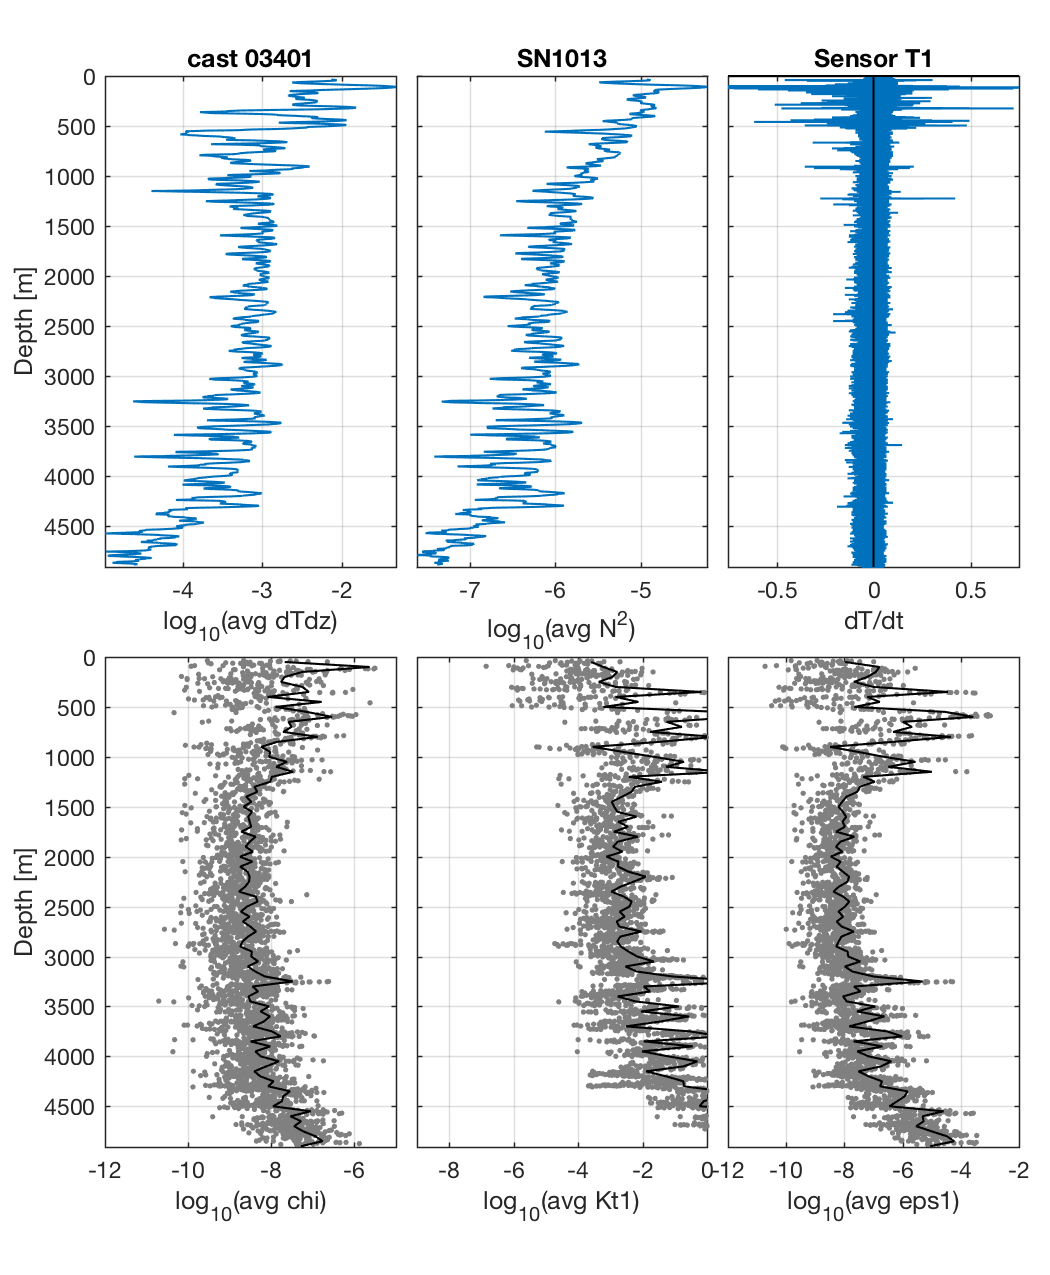 cast 03401
SN1013
Sensor T1
0
500
1000
1500
2000
2500
3000
3500
4000
4500
Depth [m]
-4 -3 -2
log10(avg dTdz)
-7 -6 -5
log10(avg N2)
-0.5 0 0.5
dT/dt
0
500
1000
1500
2000
2500
3000
3500
4000
4500
Depth [m]
-12 -10 -8 -6
log10(avg chi)
-8 -6 -4 -2 0
log10(avg Kt1)
-12 -10 -8 -6 -4 -2
log10(avg eps1)